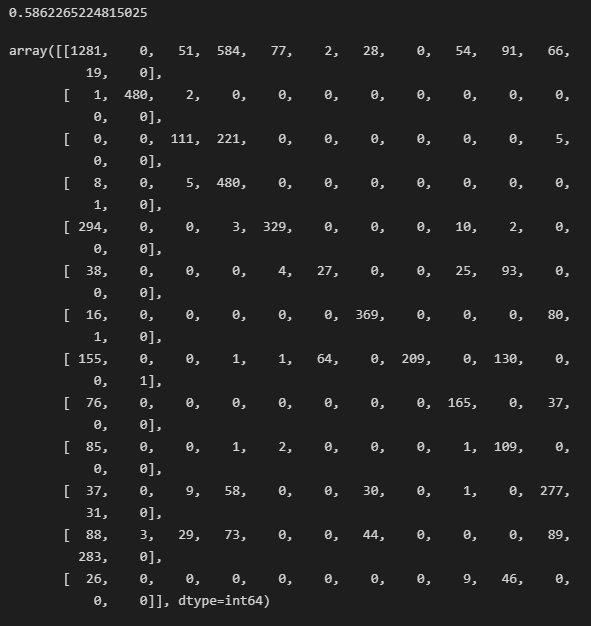 0.5862265224815025
array([[1281, 0, 51, 584, 77, 2, 28, 0, 54, 91, 66,
19, 0],
[ 1, 480, 2, 0, 0, 0, 0, 0, 0, 0, 0,
0, 0],
[ 0, 0, 111, 221, 0, 0, 0, 0, 0, 0, 5,
0, 0],
[ 8, 0, 5, 480, 0, 0, 0, 0, 0, 0, 0,
1, 0],
[ 294, 0, 0, 3, 329, 0, 0, 0, 10, 2, 0,
0, 0],
[ 38, 0, 0, 0, 4, 27, 0, 0, 25, 93, 0,
0, 0],
[ 16, 0, 0, 0, 0, 0, 369, 0, 0, 0, 80,
1, 0],
[ 155, 0, 0, 1, 1, 64, 0, 209, 0, 130, 0,
0, 1],
[ 76, 0, 0, 0, 0, 0, 0, 0, 165, 0, 37,
0, 0],
[ 85, 0, 0, 1, 2, 0, 0, 0, 1, 109, 0,
0, 0],
[ 37, 0, 9, 58, 0, 0, 30, 0, 1, 0, 277,
31, 0],
[ 88, 3, 29, 73, 0, 0, 44, 0, 0, 0, 89,
283, 0],
[ 26, 0, 0, 0, 0, 0, 0, 0, 9, 46, 0,
0, 0]], dtype=int64)